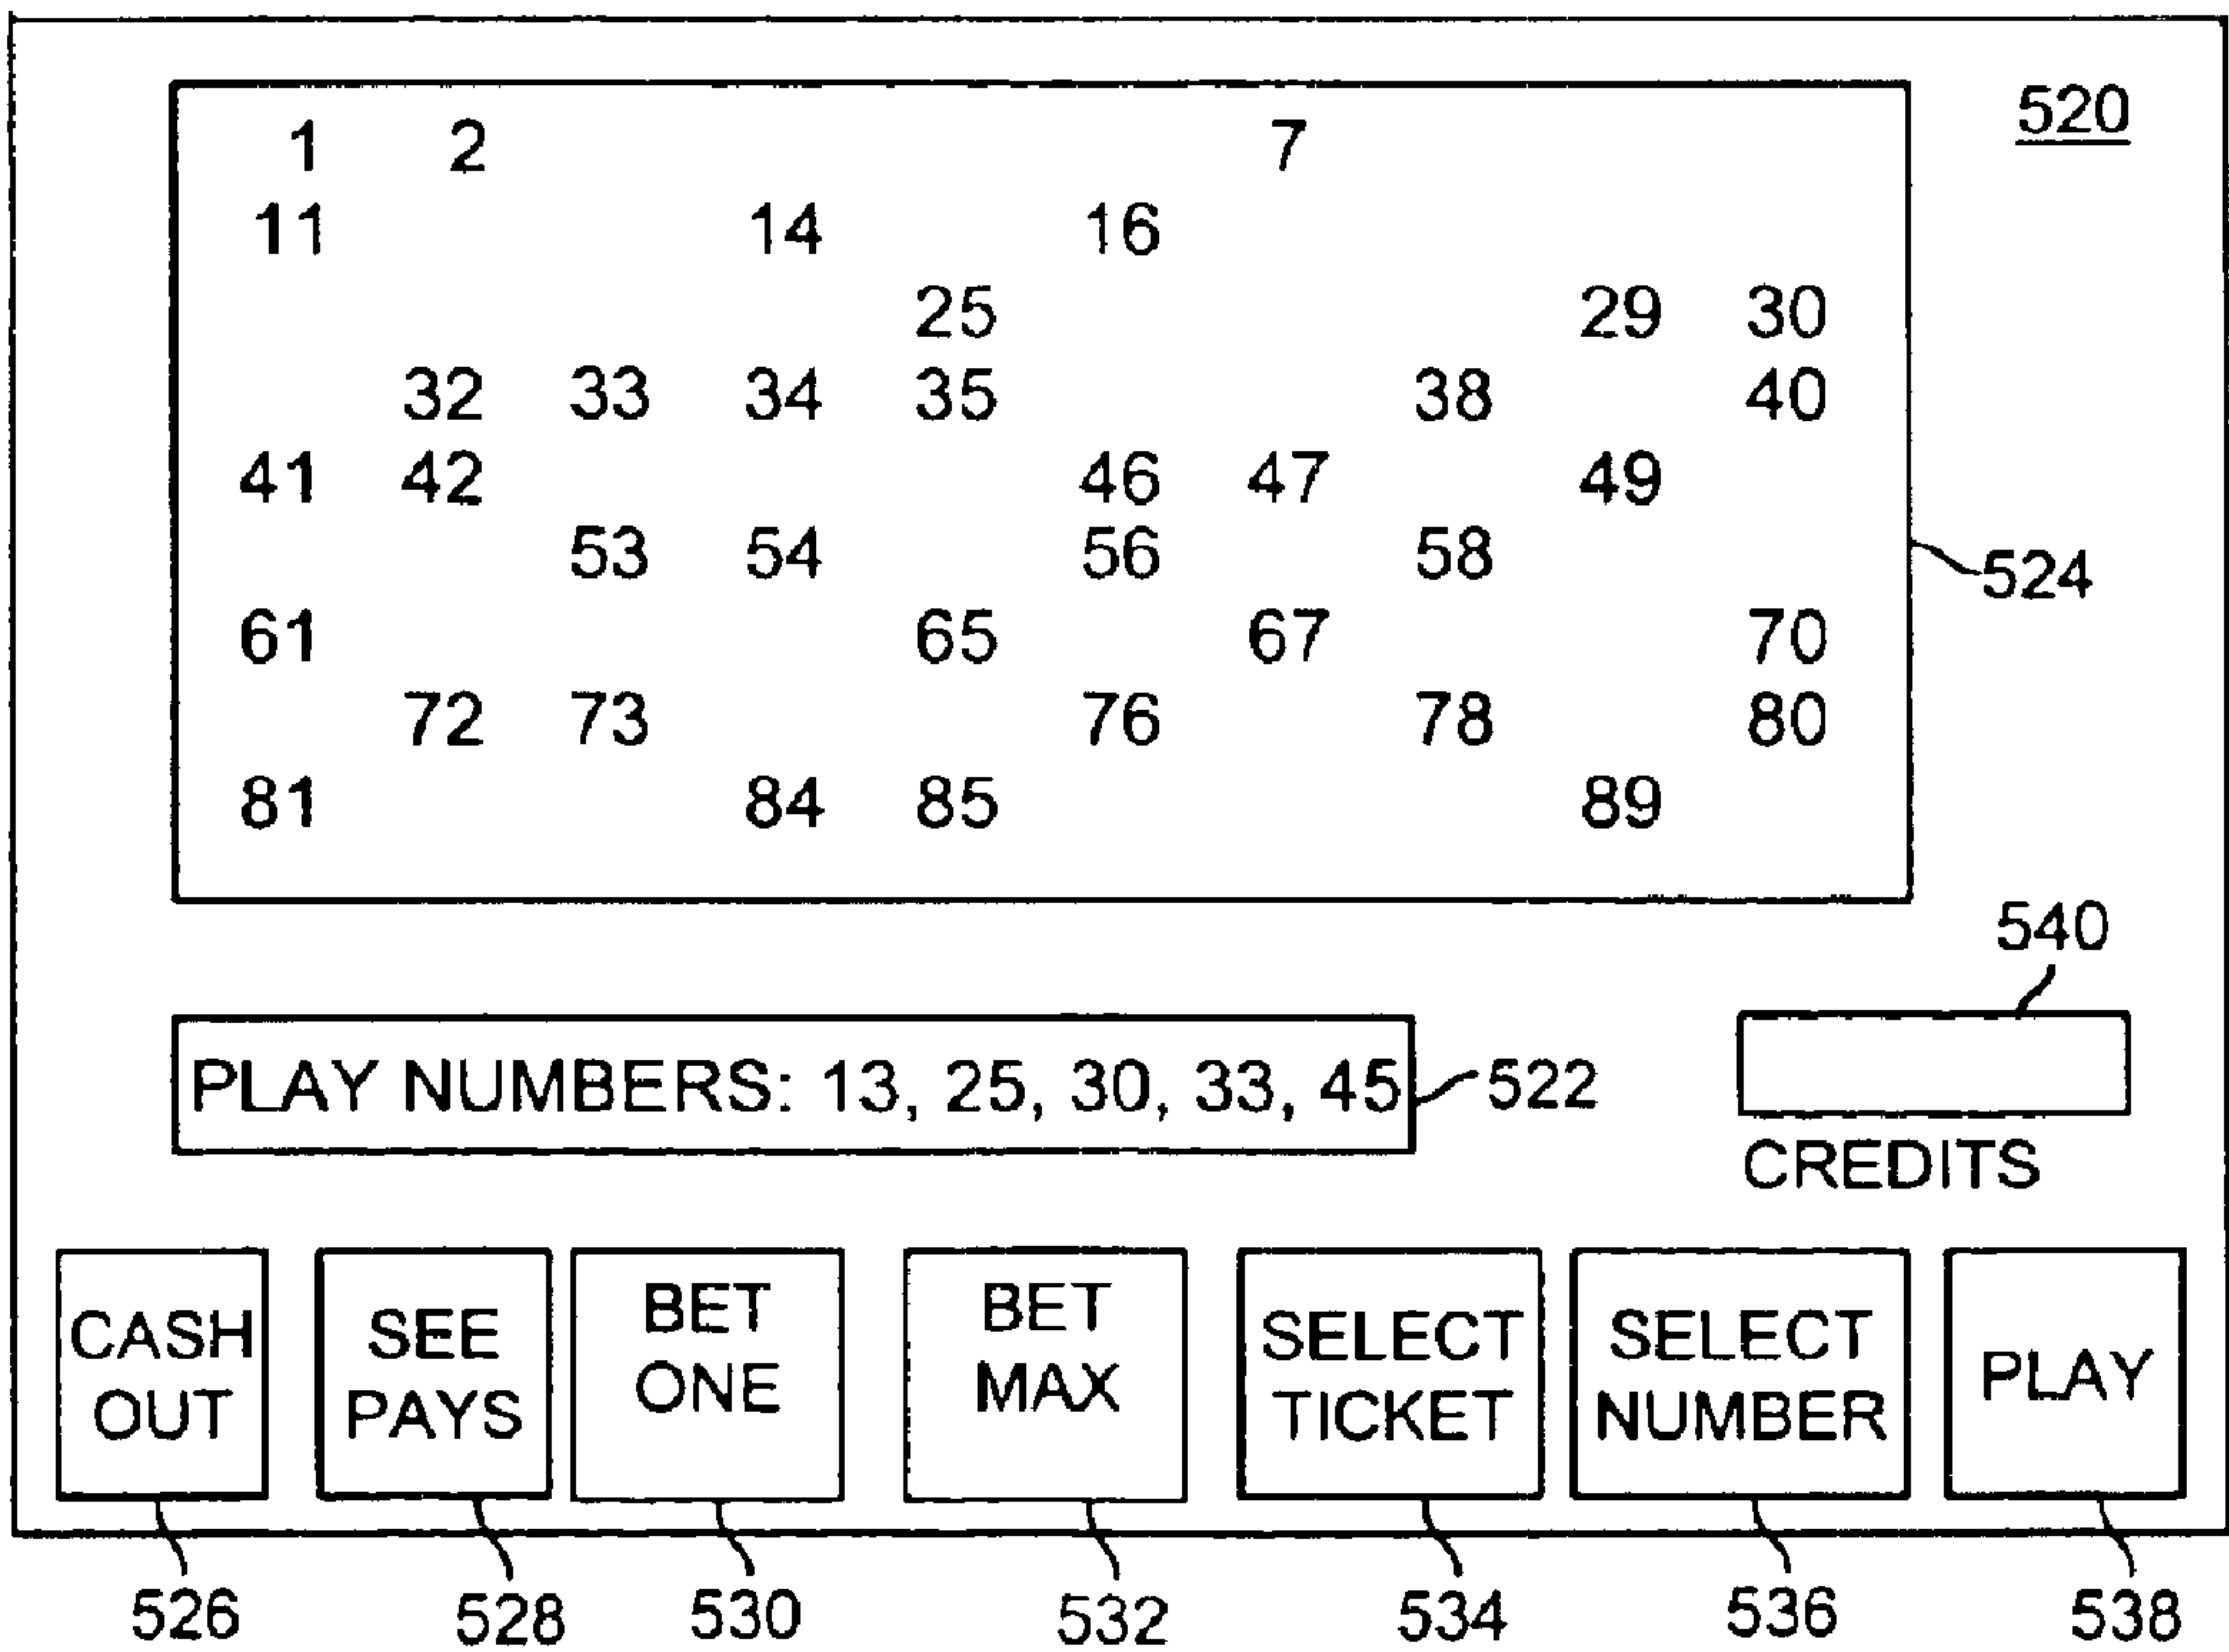 520
1 2 7
11 14 16
25 29 30
32 33 34 35 38 40
41 42 46 47 49
53 54 56 58
524
61 65 67 70
72 73 76 78 80
81 84 85 89
540
PLAY NUMBERS: 13, 25, 30, 33, 45
522
CREDITS
CASH
OUT
SEE
PAYS
BET
ONE
BET
MAX
SELECT
TICKET
SELECT
NUMBER
PLAY
526 528 530 532 534 536 538